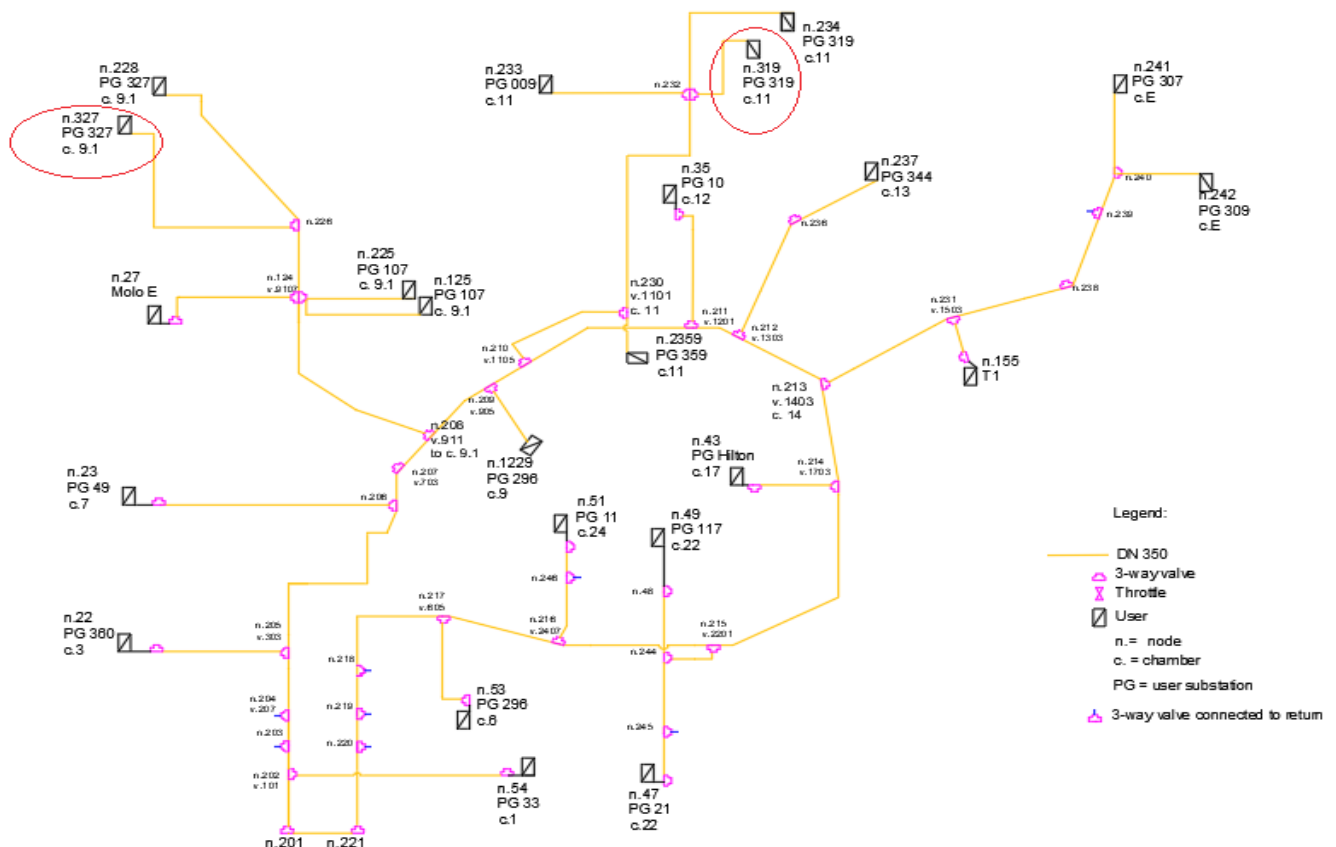 n.234
PG 319
c.11
n.319
PG 319
c.11
n.228
PG 327
c. 9.1
n.233
PG 009
c.11
n.232
n.241
PG 307
c.E
n.327
PG 327
c. 9.1
n.35
PG 10
c.12
n.237
PG 344
c.13
n.240
n.242
PG 309
c.E
n.239
n.226
n.236
n.225
PG 107
c. 9.1
n.125
PG 107
c. 9.1
n.27
Molo E
n.124
v.9107
n.230
v.1101
c. 11
n.238
n.231
v.1503
n.211
v.1201
n.212
v.1303
n.210
v.1105
n.2359
PG 359
c.11
n.155
T1
n.209
v.905
n.213
v.1403
c. 14
n.208
v.911
to c. 9.1
n.43
PG Hilton
c.17
n.214
v.1703
n.207
v.703
n.1229
PG 296
c.9
n.23
PG 49
c.7
n.206
n.51
PG 11
c.24
n.49
PG 117
c.22
Legend:
DN 350
3-way valve
Throttle
User
n.= node
c. = chamber
PG = user substation
3-way valve connected to return
n.246
n.48
n.217
v.605
n.216
v.2407
n.215
v.2201
n.22
PG 360
c.3
n.205
v.303
n.244
n.218
n.53
PG 296
c.6
n.204
v.207
n.219
n.203
n.220
n.245
n.202
v.101
n.54
PG 33
c.1
n.47
PG 21
c.22
n.201
n.221